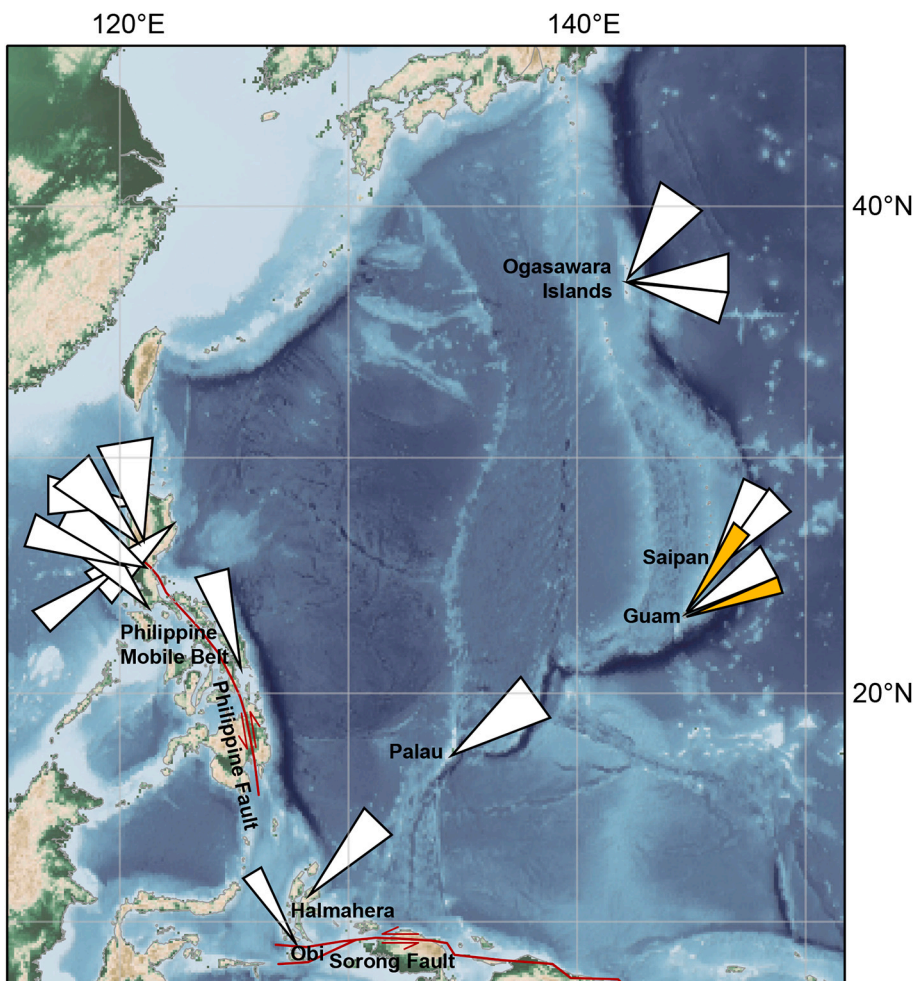 120°E
140°E
40°N
Ogasawara
Islands
Saipan
Guam
Philippine
Mobile Belt
20°N
Philippine Fault
Palau
Halmahera
Obi
Sorong Fault